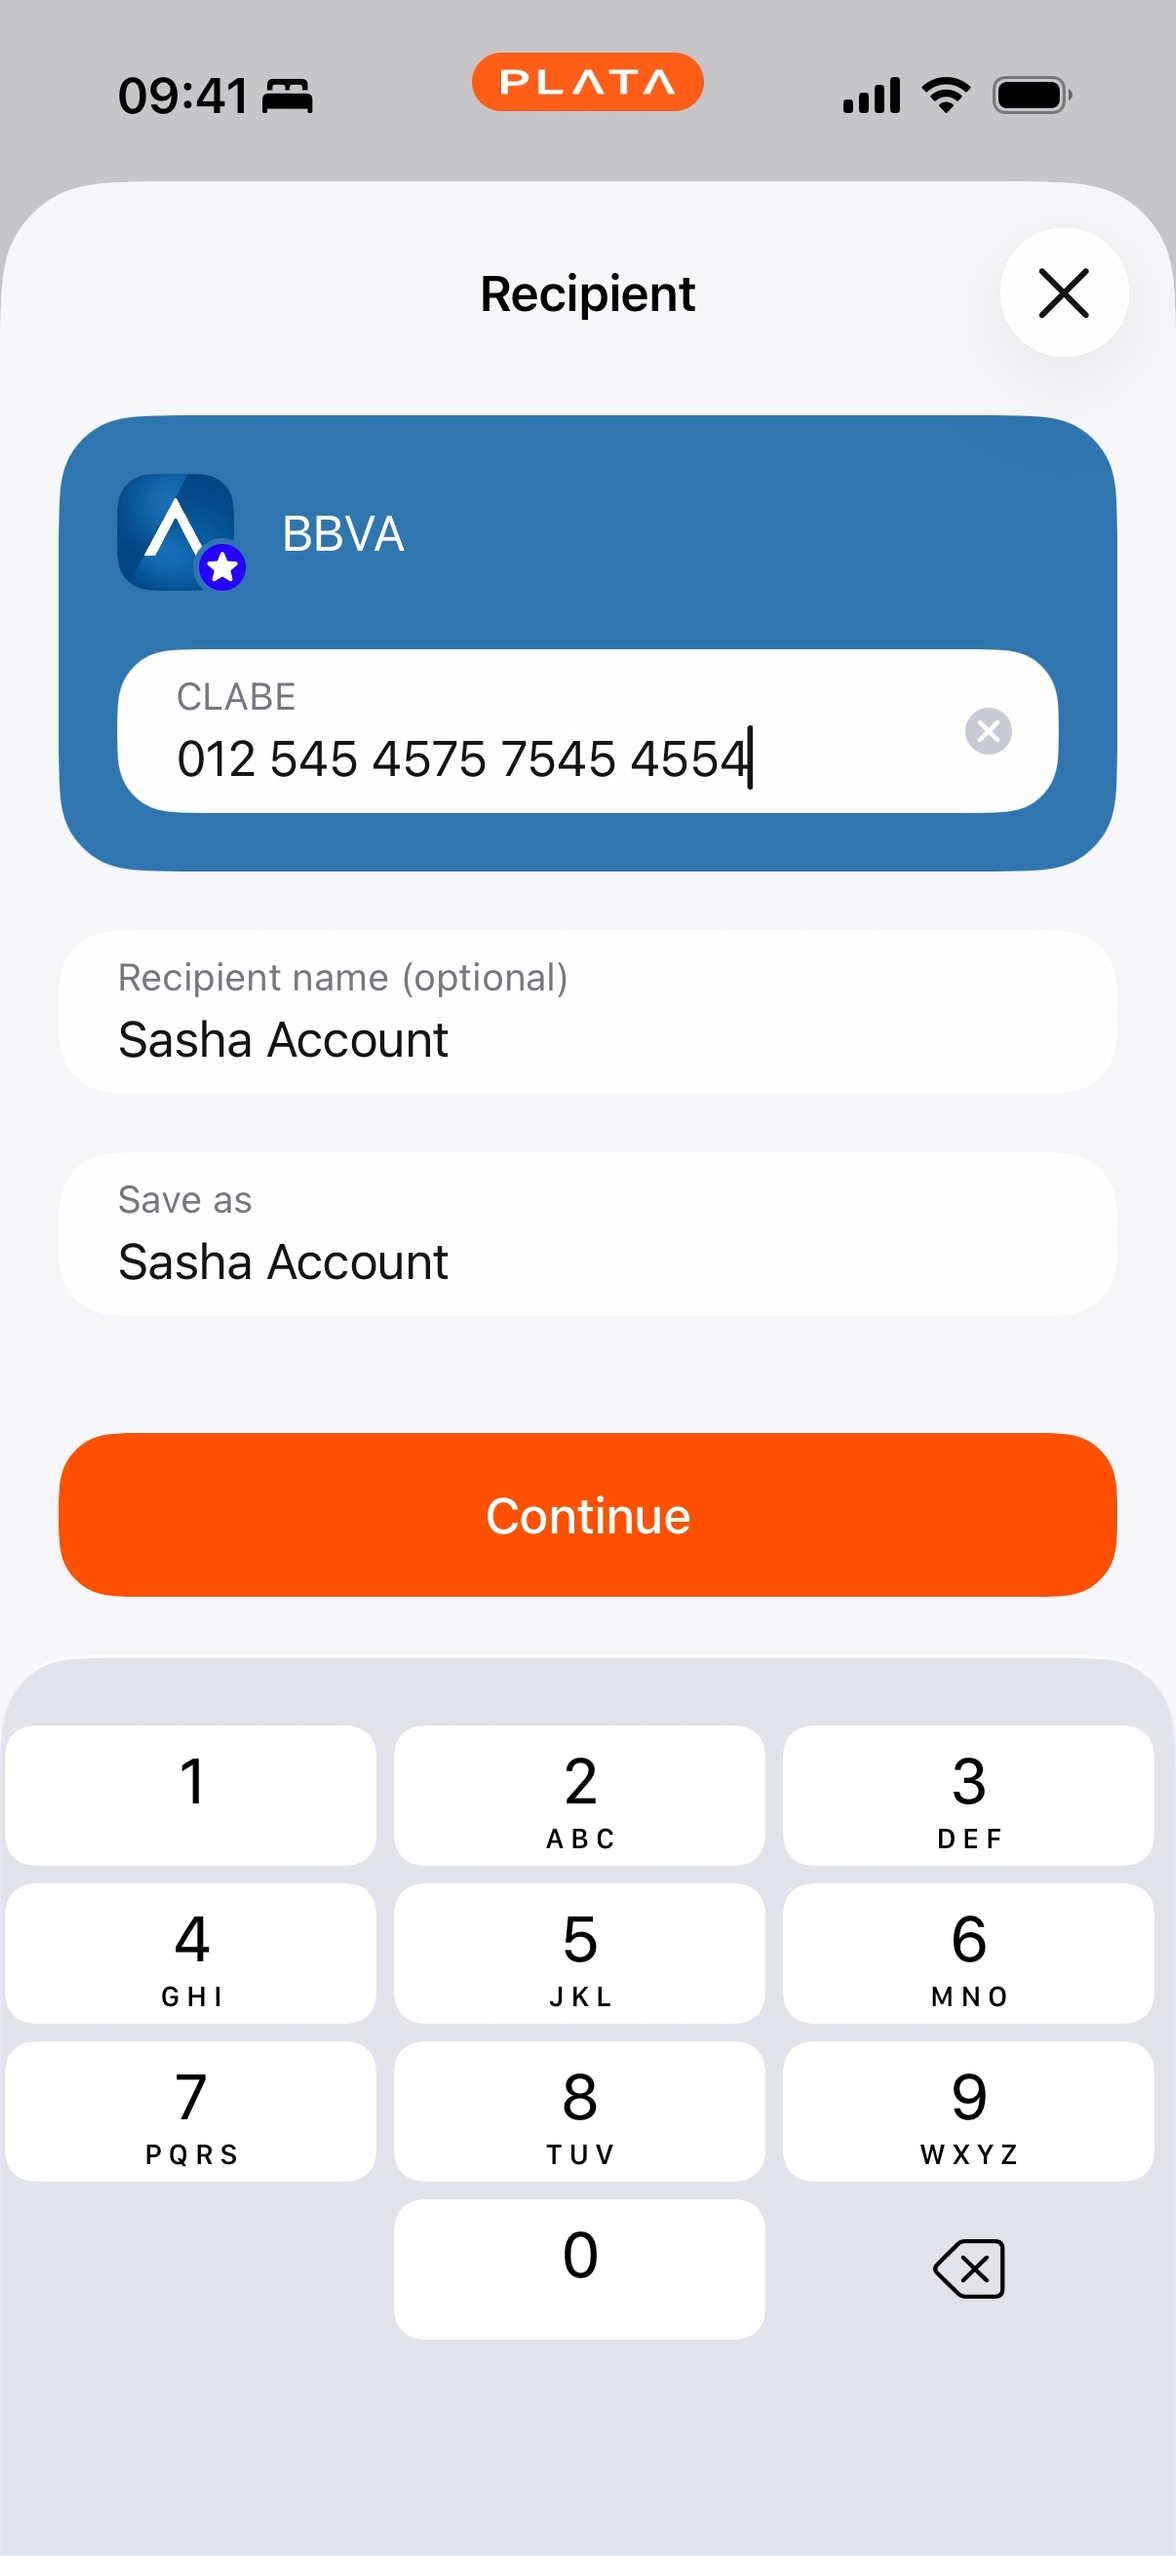 09:41
PLATA
Recipient
BBVA
CLABE
012 545 4575 7545 4554
Recipient name (optional)
Sasha Account
Save as
Sasha Account
Continue
1 2 3
ABC DEF
4 5 6
GHI JKL MNO
7 8 9
PQRS TUV WXYZ
0